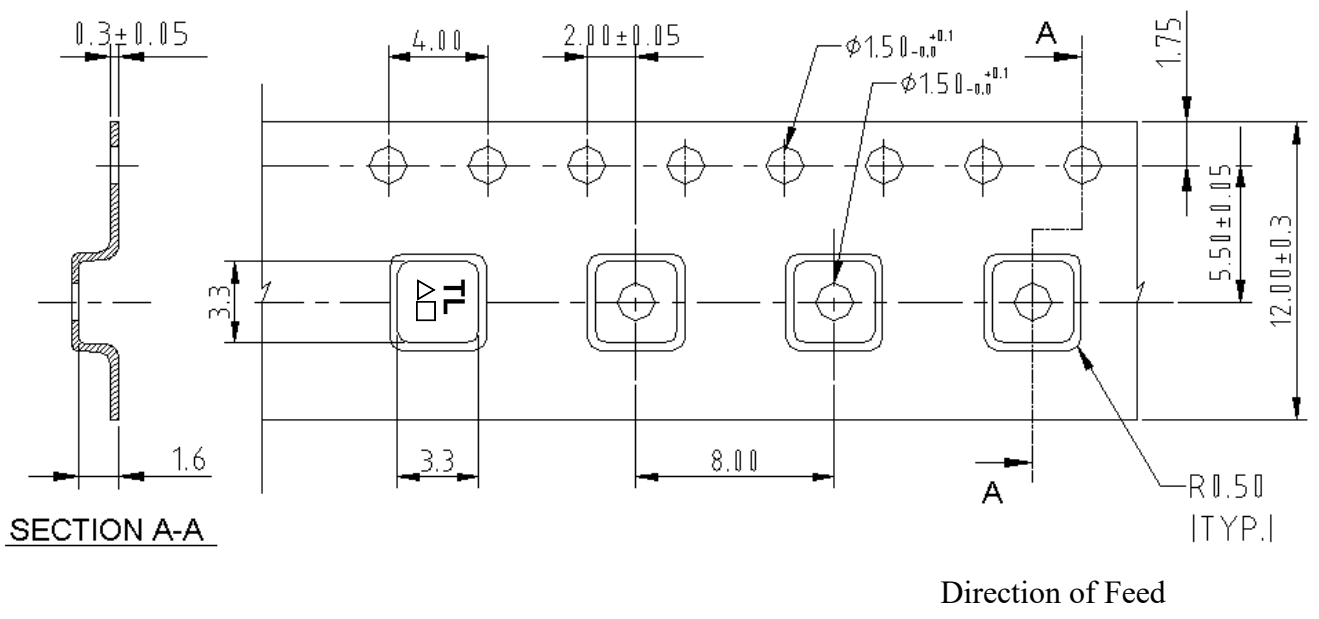 0.3±0.05
4.00
2.00±0.05
Ø1.50 -0.0 +0.1
Ø1.50 -0.0 +0.1
A
1.75
5.50±0.05
12.00±0.3
3.3
TL
1.6
3.3
8.00
A
R0.50
(TYP.)
SECTION A-A
Direction of Feed